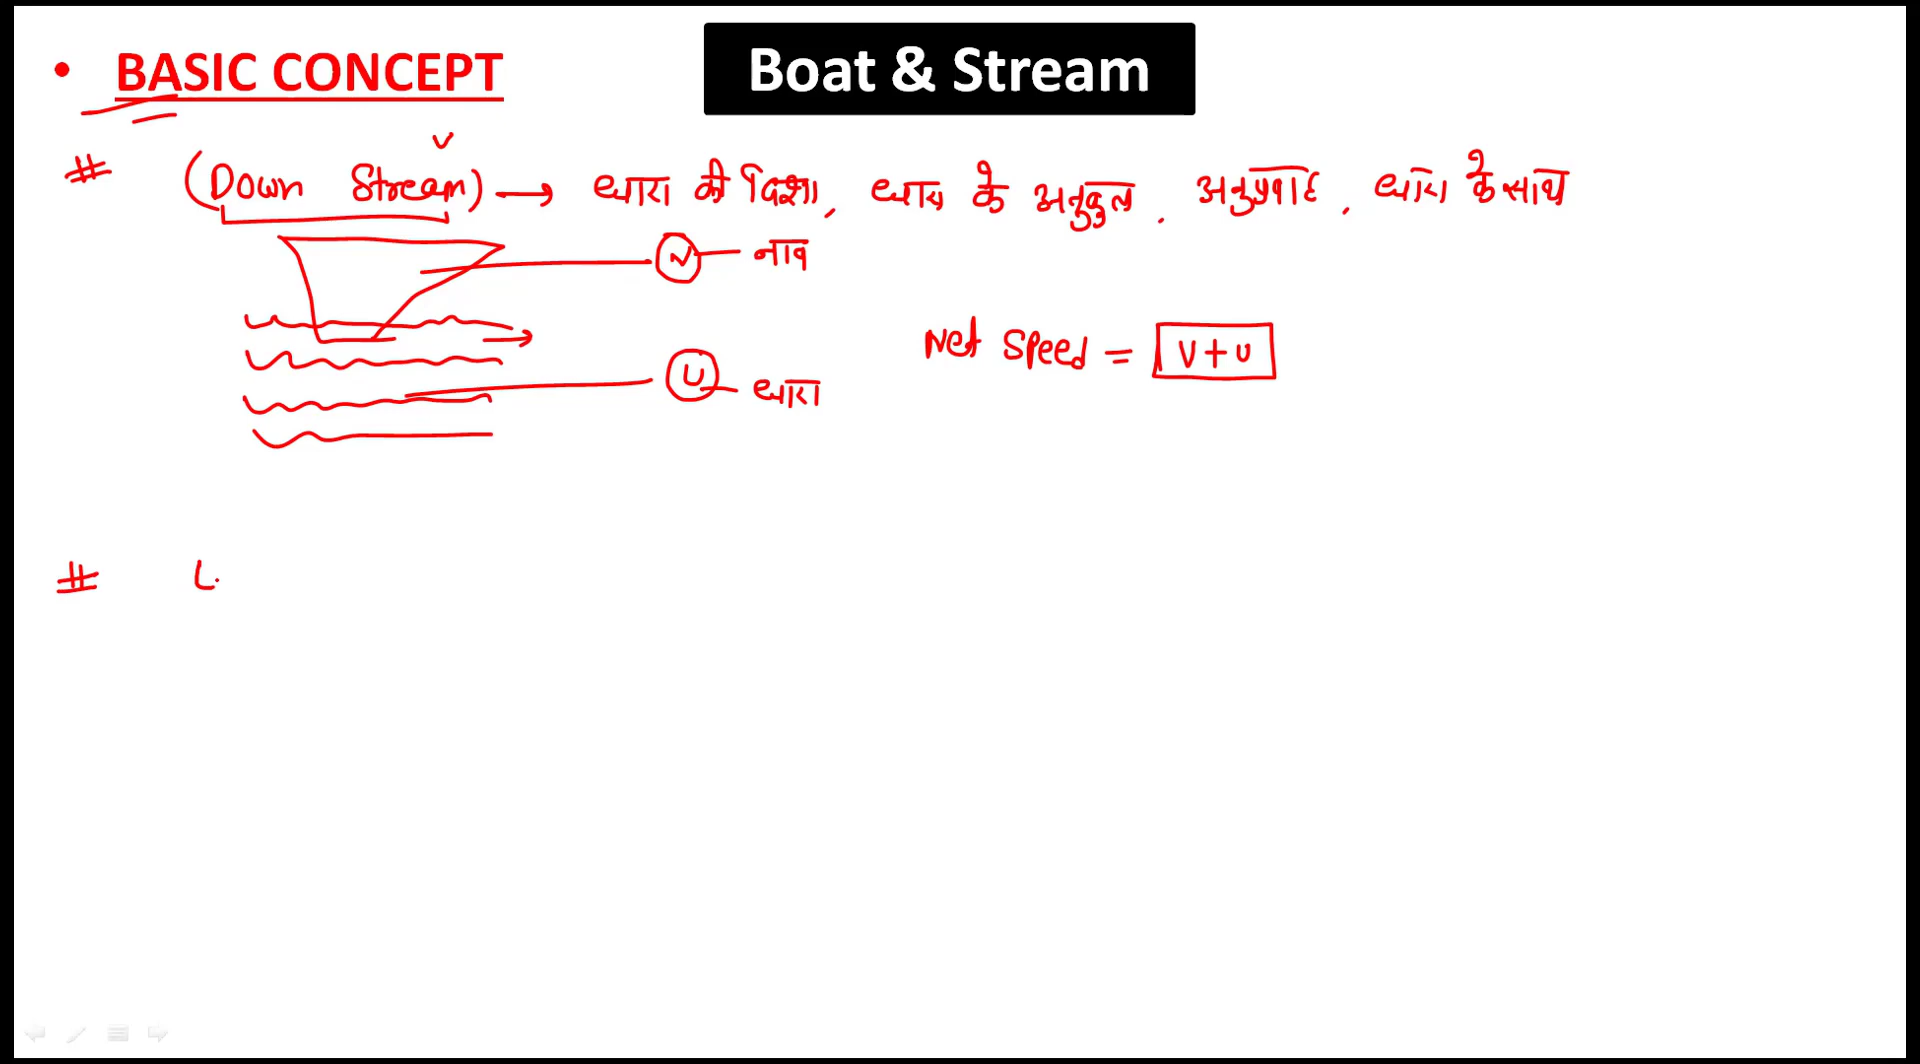 • BASIC CONCEPT
Boat & Stream
# (Down Stream) → धारा की दिशा, धारा के अनुकुल, अनुप्रवाह, धारा के साथ
V
V — नाव
Net Speed = V+U
U — धारा
#